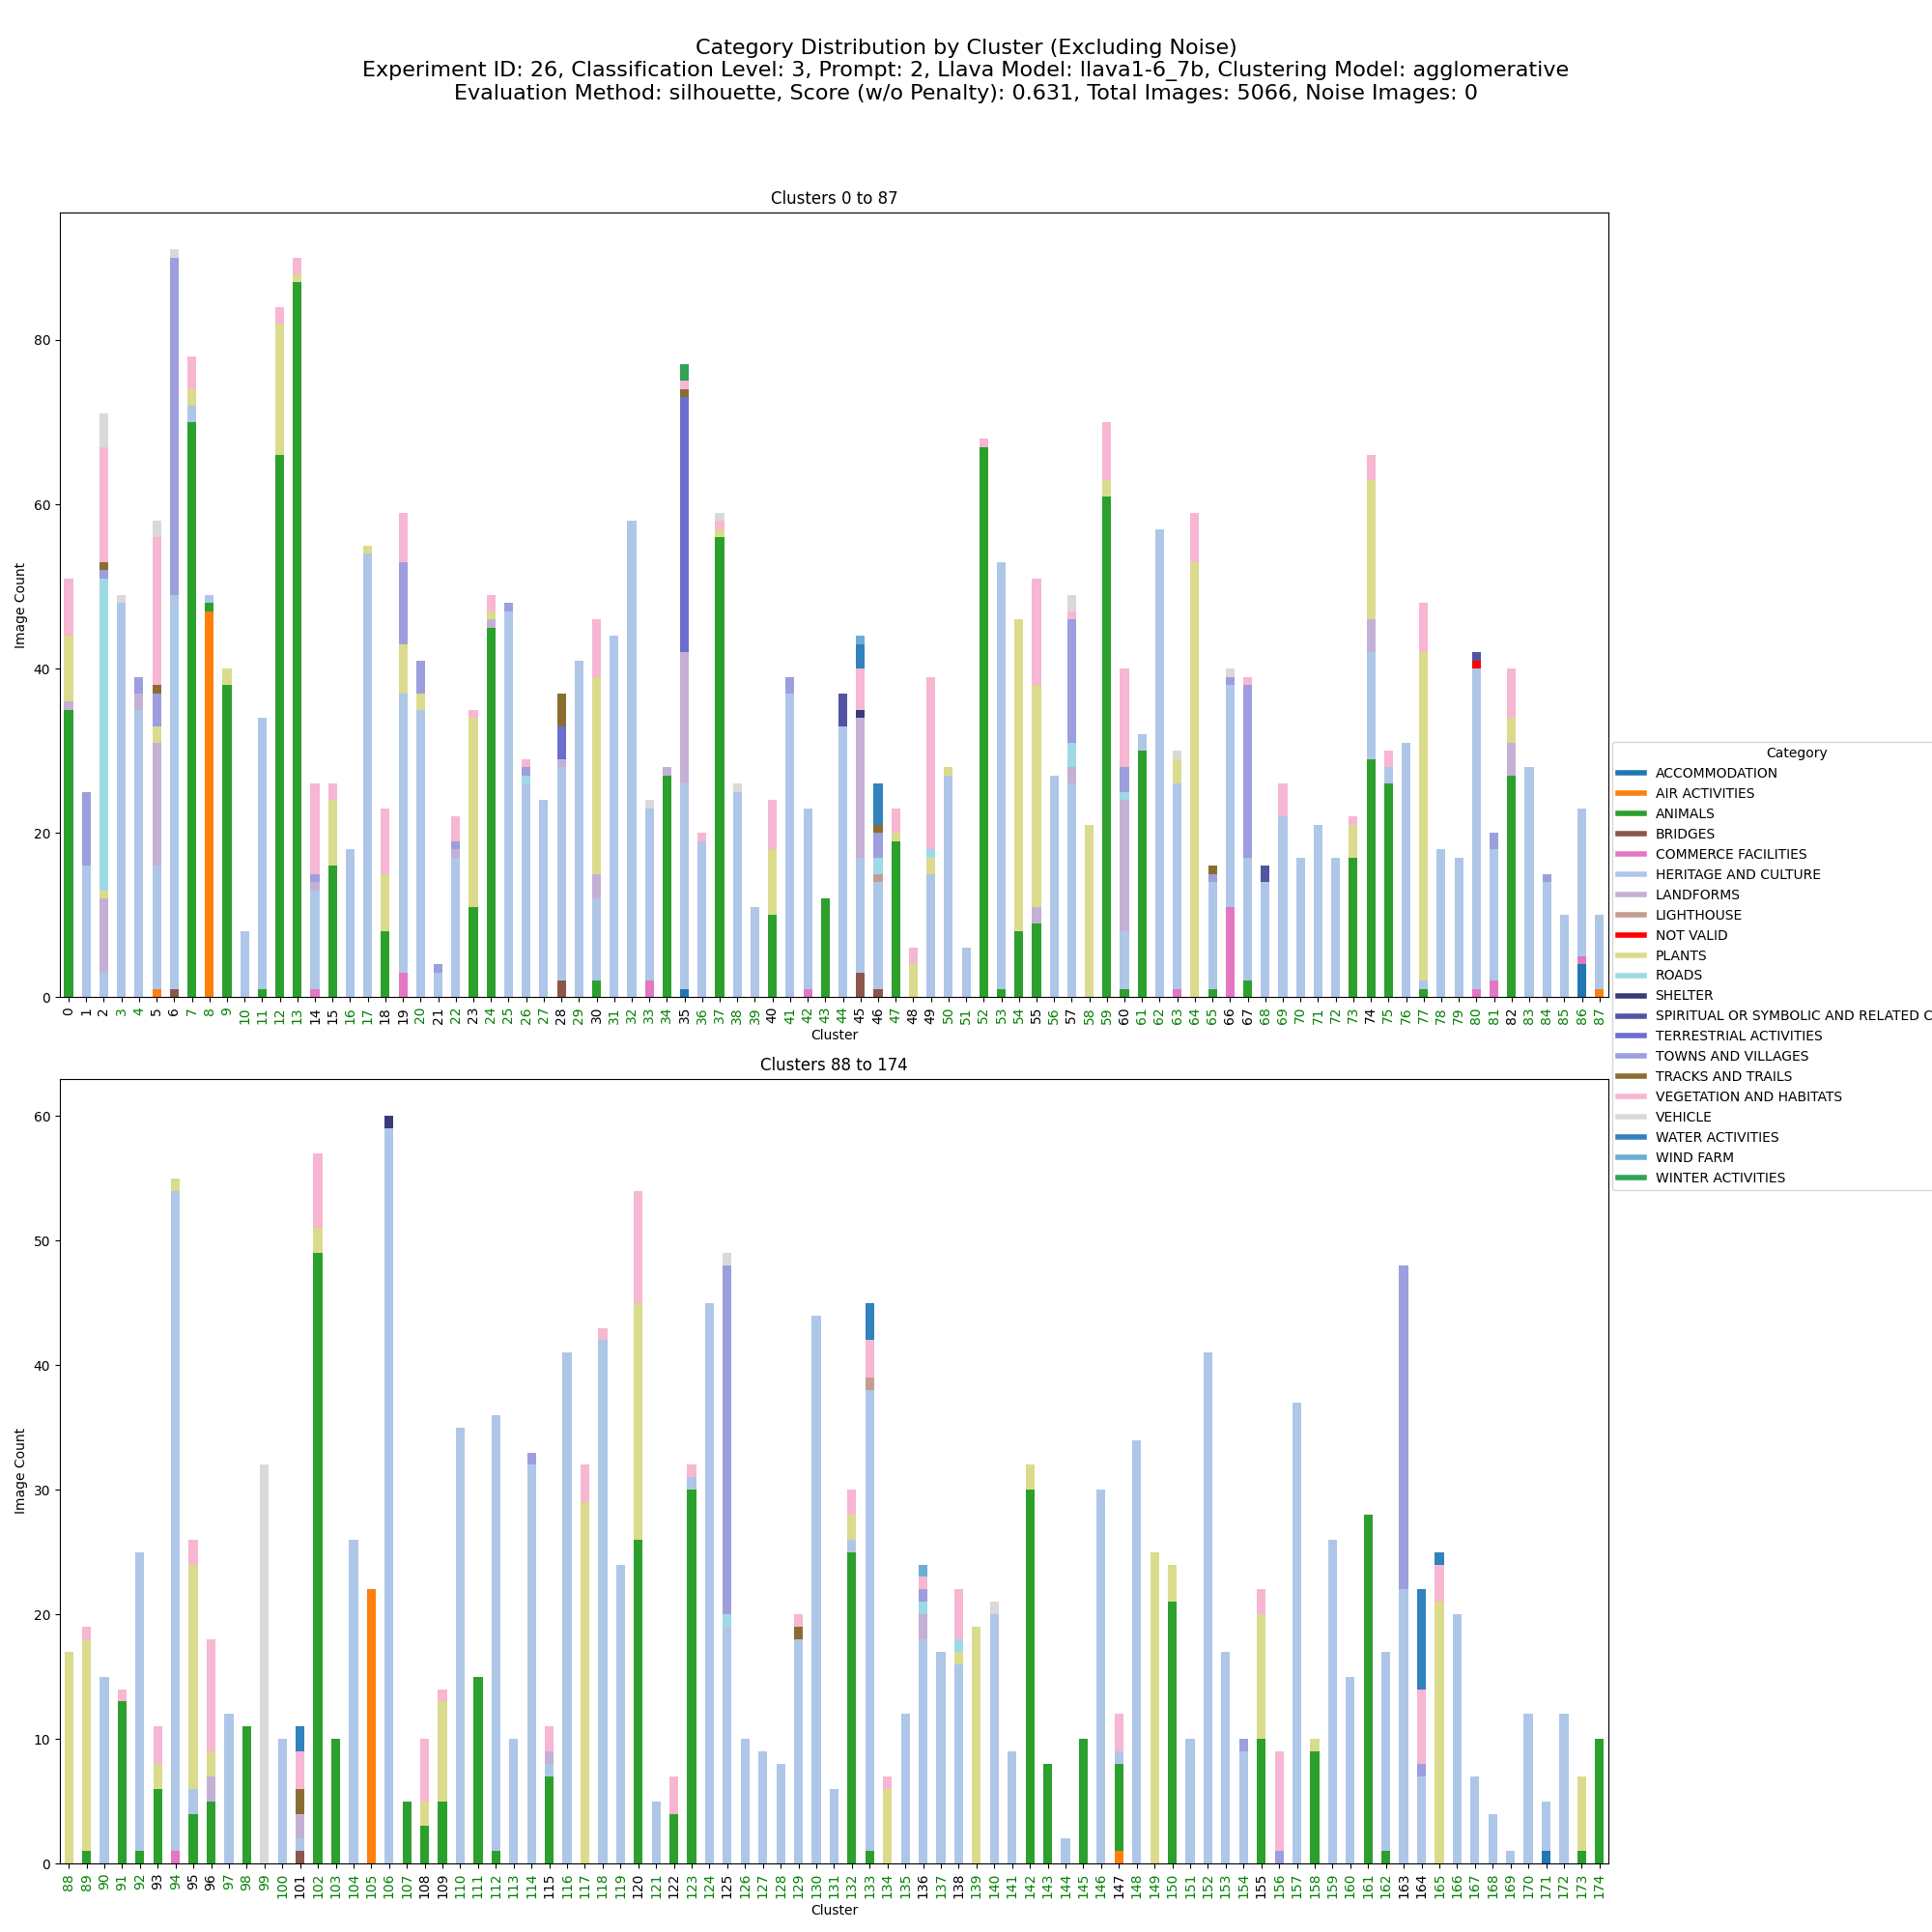 Category Distribution by Cluster (Excluding Noise)
Experiment ID: 26, Classification Level: 3, Prompt: 2, Llava Model: llava1-6_7b, Clustering Model: agglomerative
Evaluation Method: silhouette, Score (w/o Penalty): 0.631, Total Images: 5066, Noise Images: 0
Clusters 0 to 87
Image Count
80
60
40
20
0
0 1 2 3 4 5 6 7 8 9 10 11 12 13 14 15 16 17 18 19 20 21 22 23 24 25 26 27 28 29 30 31 32 33 34 35 36 37 38 39 40 41 42 43 44 45 46 47 48 49 50 51 52 53 54 55 56 57 58 59 60 61 62 63 64 65 66 67 68 69 70 71 72 73 74 75 76 77 78 79 80 81 82 83 84 85 86 87
Cluster
Category
ACCOMMODATION
AIR ACTIVITIES
ANIMALS
BRIDGES
COMMERCE FACILITIES
HERITAGE AND CULTURE
LANDFORMS
LIGHTHOUSE
NOT VALID
PLANTS
ROADS
SHELTER
SPIRITUAL OR SYMBOLIC AND RELATED C
TERRESTRIAL ACTIVITIES
TOWNS AND VILLAGES
TRACKS AND TRAILS
VEGETATION AND HABITATS
VEHICLE
WATER ACTIVITIES
WIND FARM
WINTER ACTIVITIES
Clusters 88 to 174
Image Count
60
50
40
30
20
10
0
88 89 90 91 92 93 94 95 96 97 98 99 100 101 102 103 104 105 106 107 108 109 110 111 112 113 114 115 116 117 118 119 120 121 122 123 124 125 126 127 128 129 130 131 132 133 134 135 136 137 138 139 140 141 142 143 144 145 146 147 148 149 150 151 152 153 154 155 156 157 158 159 160 161 162 163 164 165 166 167 168 169 170 171 172 173 174
Cluster